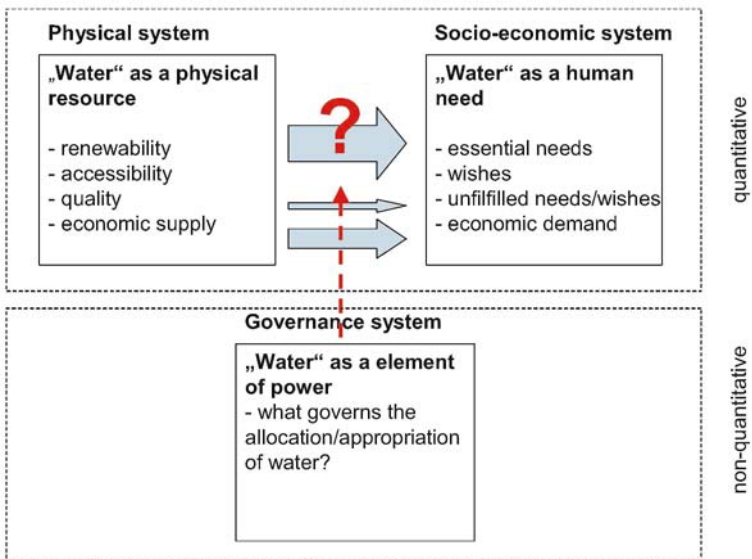 Physical system
„Water“ as a physical
resource
- renewability
- accessibility
- quality
- economic supply
?
Socio-economic system
„Water“ as a human
need
- essential needs
- wishes
- unfilfilled needs/wishes
- economic demand
quantitative
Governance system
„Water“ as a element
of power
- what governs the
allocation/appropriation
of water?
non-quantitative